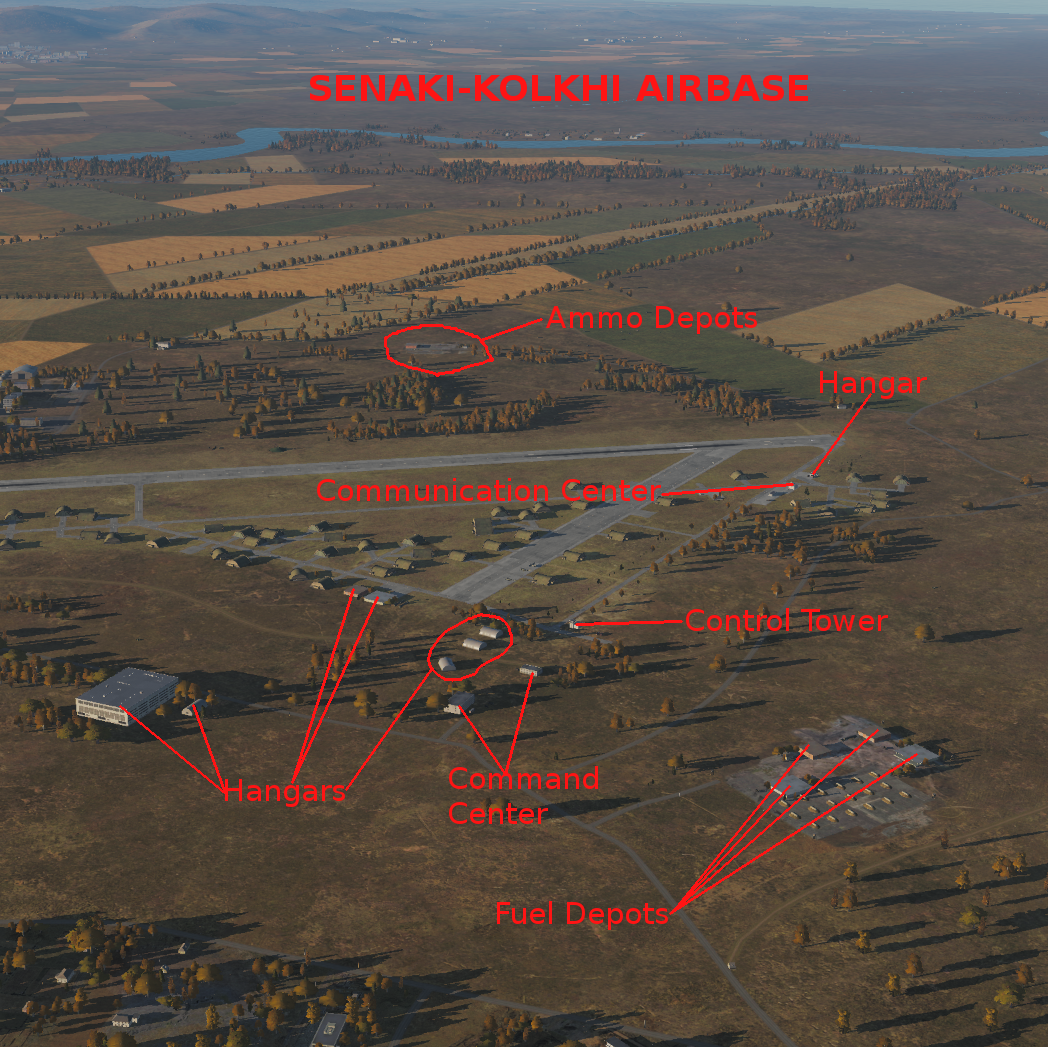 SENAKI-KOLKHI AIRBASE
Ammo Depots
Hangar
Communication Center
Control Tower
Hangars
Command
Center
Fuel Depots